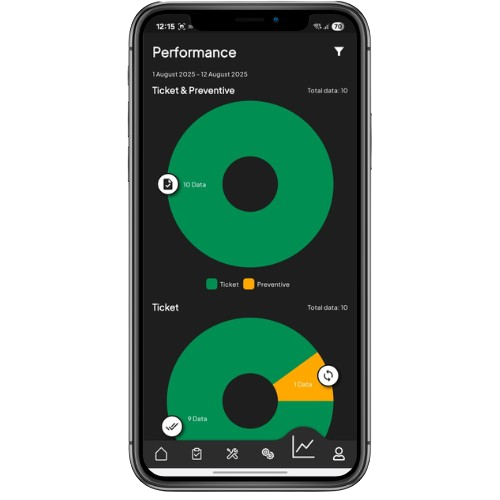 12:15
70
Performance
1 August 2025 - 12 August 2025
Ticket & Preventive
Total data: 10
10 Data
Ticket
Preventive
Ticket
Total data: 10
1 Data
9 Data